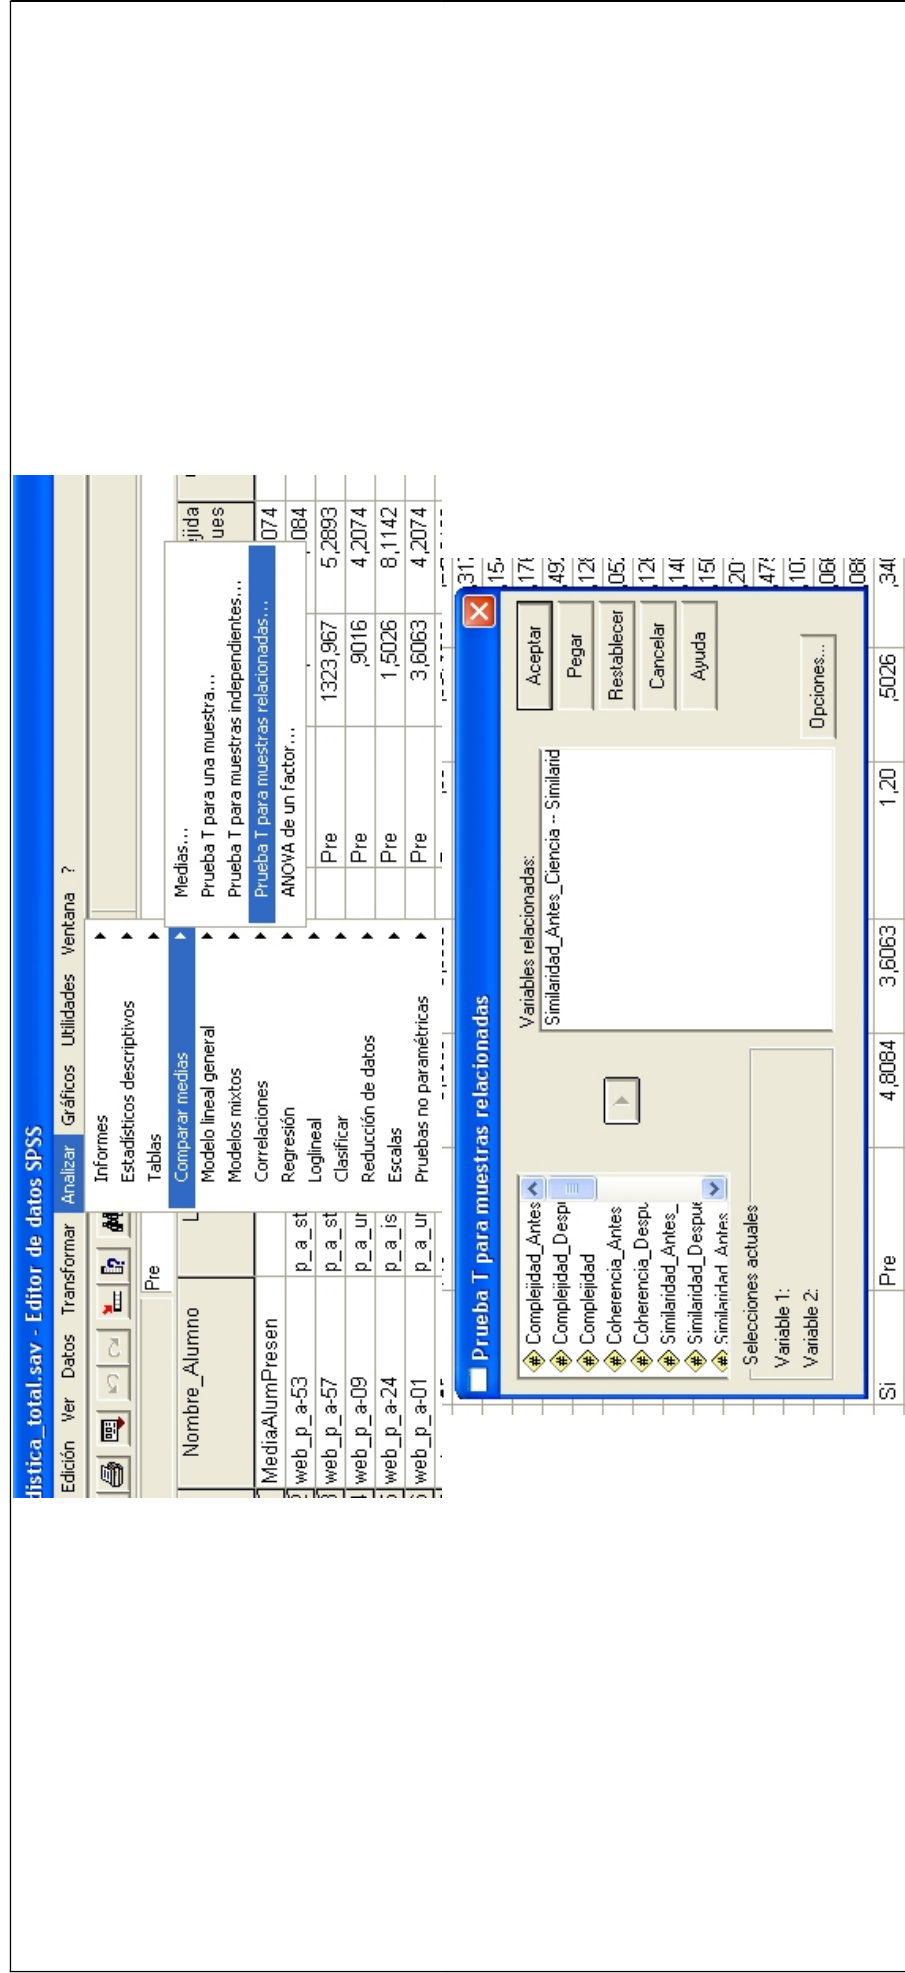 distica_total.sav - Editor de datos SPSS
Edición Ver Datos Transformar Analizar Gráficos Utilidades Ventana ?
Informes
Estadísticos descriptivos
Tablas
Comparar medias
Modelo lineal general
Modelos mixtos
Correlaciones
Regresión
Loglineal
Clasificar
Reducción de datos
Escalas
Pruebas no paramétricas
Medias...
Prueba T para una muestra...
Prueba T para muestras independientes...
Prueba T para muestras relacionadas...
ANOVA de un factor...
Pre
Nombre_Alumno
jida
ues
MediaAlumPresen 074
web_p_a-53 p_a_st 084
web_p_a-57 p_a_st Pre 1323,967 5,2893
web_p_a-09 p_a_ur Pre ,9016 4,2074
web_p_a-24 p_a_is Pre 1,5026 8,1142
web_p_a-01 p_a_ur Pre 3,6063 4,2074
Prueba T para muestras relacionadas
Complejidad_Antes
Complejidad_Despu
Complejidad
Coherencia_Antes
Coherencia_Despu
Similaridad_Antes_
Similaridad_Despue
Similaridad_Antes
Variables relacionadas:
Similaridad_Antes_Ciencia -- Similarid
Aceptar
Pegar
Restablecer
Cancelar
Ayuda
Selecciones actuales
Variable 1:
Variable 2:
Opciones...
Si Pre 4,8084 3,6063 1,20 ,5026 ,340